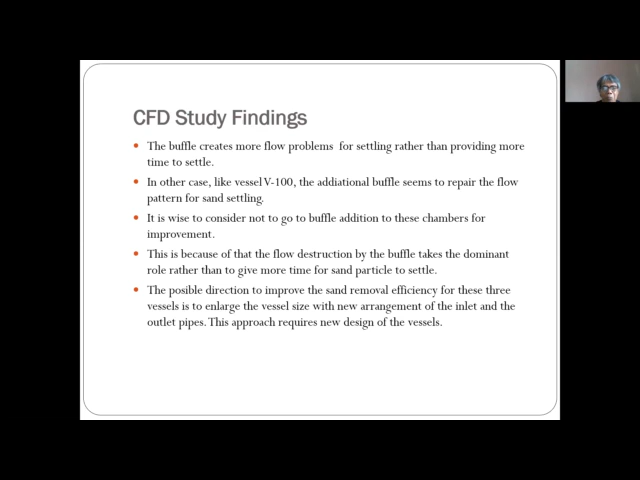 CFD Study Findings
The buffle creates more flow problems for settling rather than providing more
time to settle.
In other case, like vessel V-100, the addiational buffle seems to repair the flow
pattern for sand settling.
It is wise to consider not to go to buffle addition to these chambers for
improvement.
This is because of that the flow destruction by the buffle takes the dominant
role rather than to give more time for sand particle to settle.
The posible direction to improve the sand removal efficiency for these three
vessels is to enlarge the vessel size with new arrangement of the inlet and the
outlet pipes. This approach requires new design of the vessels.